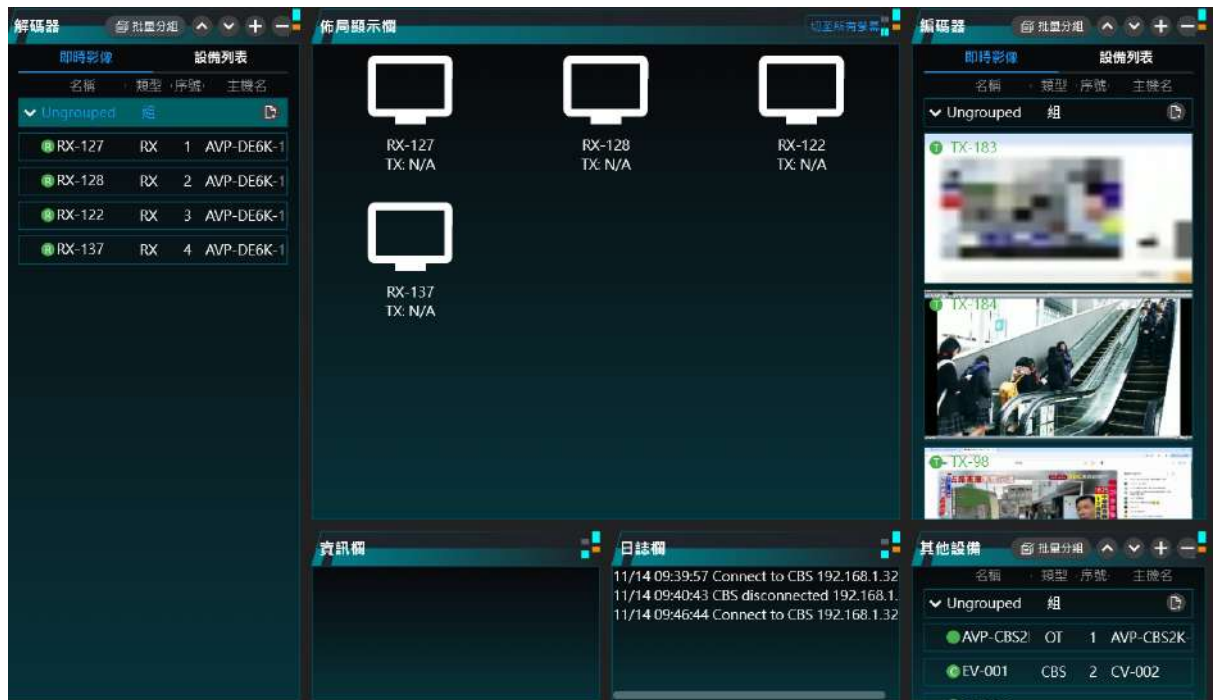 解碼器
批量分組
即時影像
設備列表
名稱
類型
序號
主機名
Ungrouped
組
RX-127 RX 1 AVP-DE6K-1
RX-128 RX 2 AVP-DE6K-1
RX-122 RX 3 AVP-DE6K-1
RX-137 RX 4 AVP-DE6K-1
佈局顯示欄
切至所有螢幕
RX-127
TX: N/A
RX-128
TX: N/A
RX-122
TX: N/A
RX-137
TX: N/A
資訊欄
日誌欄
11/14 09:39:57 Connect to CBS 192.168.1.32
11/14 09:40:43 CBS disconnected 192.168.1.
11/14 09:46:44 Connect to CBS 192.168.1.32
編碼器
批量分組
即時影像
設備列表
名稱
類型
序號
主機名
Ungrouped
組
TX-183
TX-184
TX-98
其他設備
批量分組
名稱
類型
序號
主機名
Ungrouped
組
AVP-CBS2 OT 1 AVP-CBS2K-
EV-001 CBS 2 CV-002